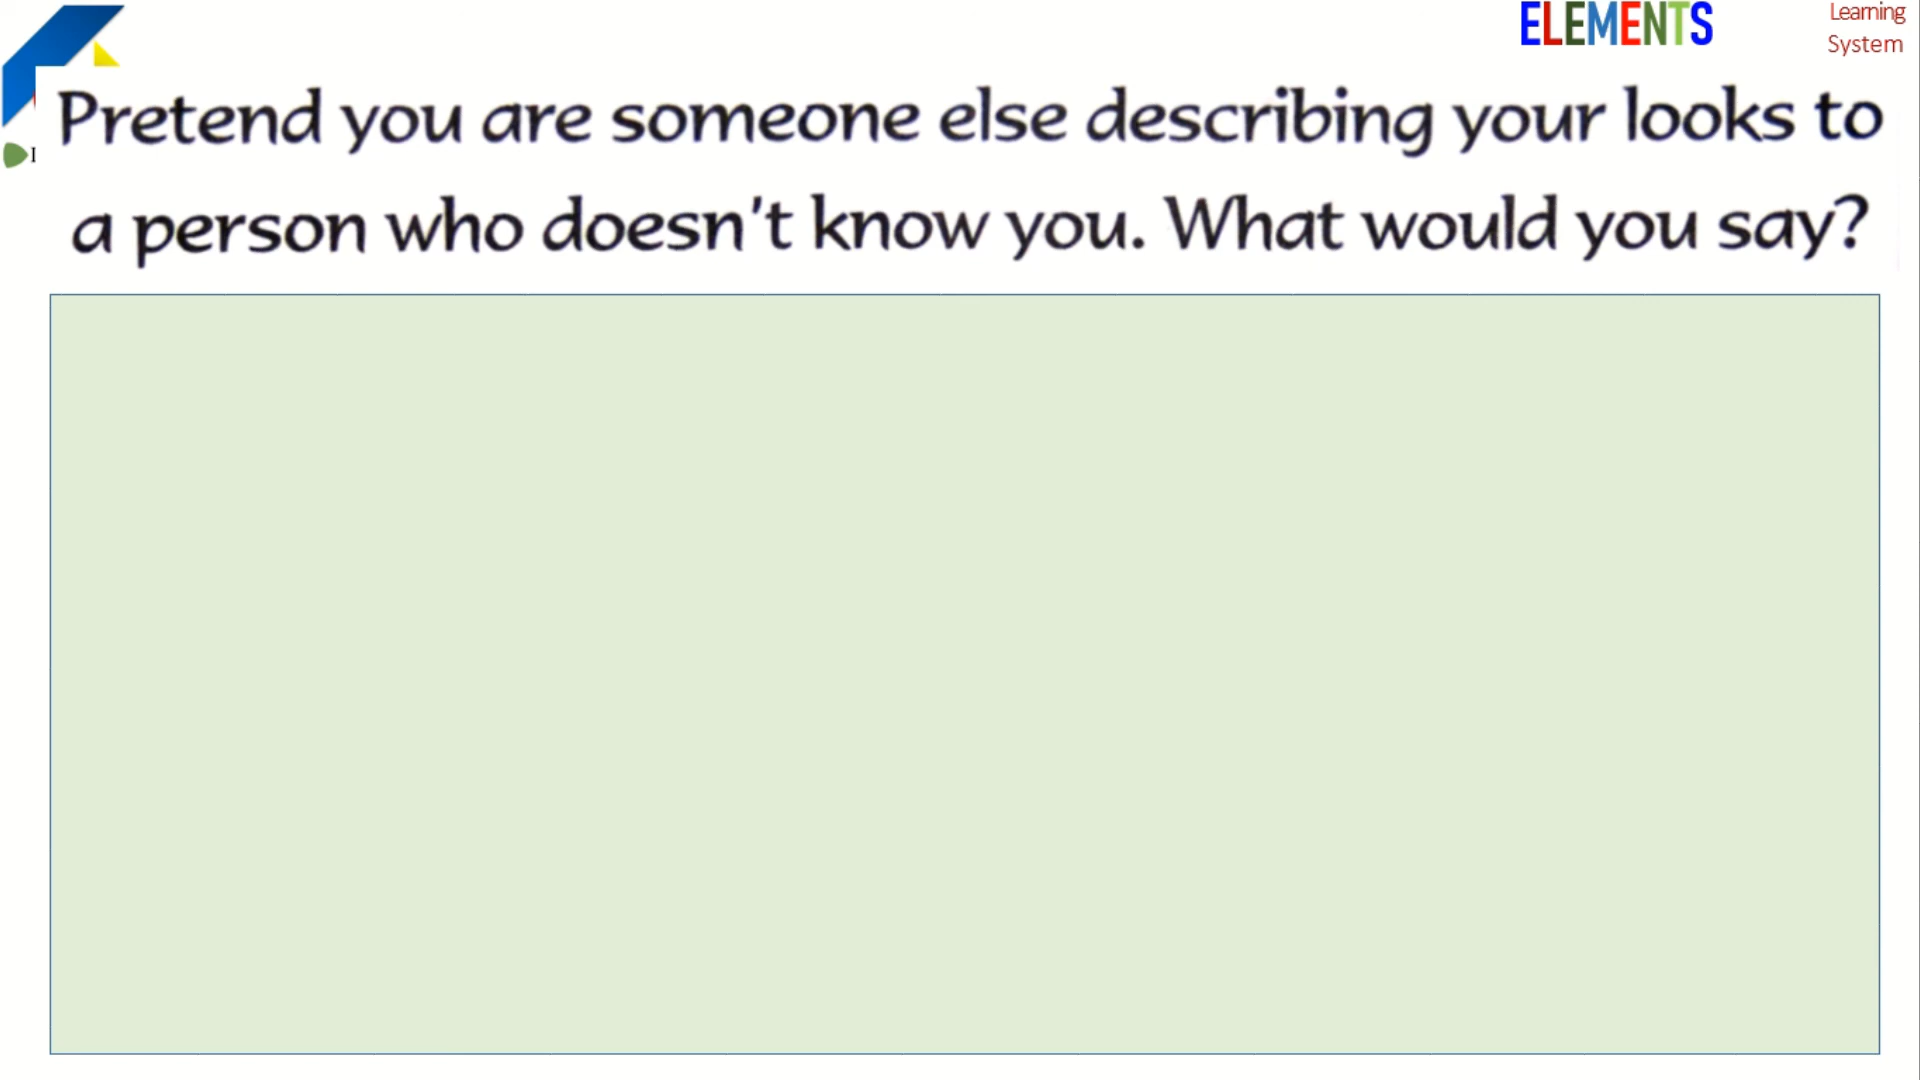 ELEMENTS
Learning
System
Pretend you are someone else describing your looks to
I
a person who doesn't know you. What would you say?